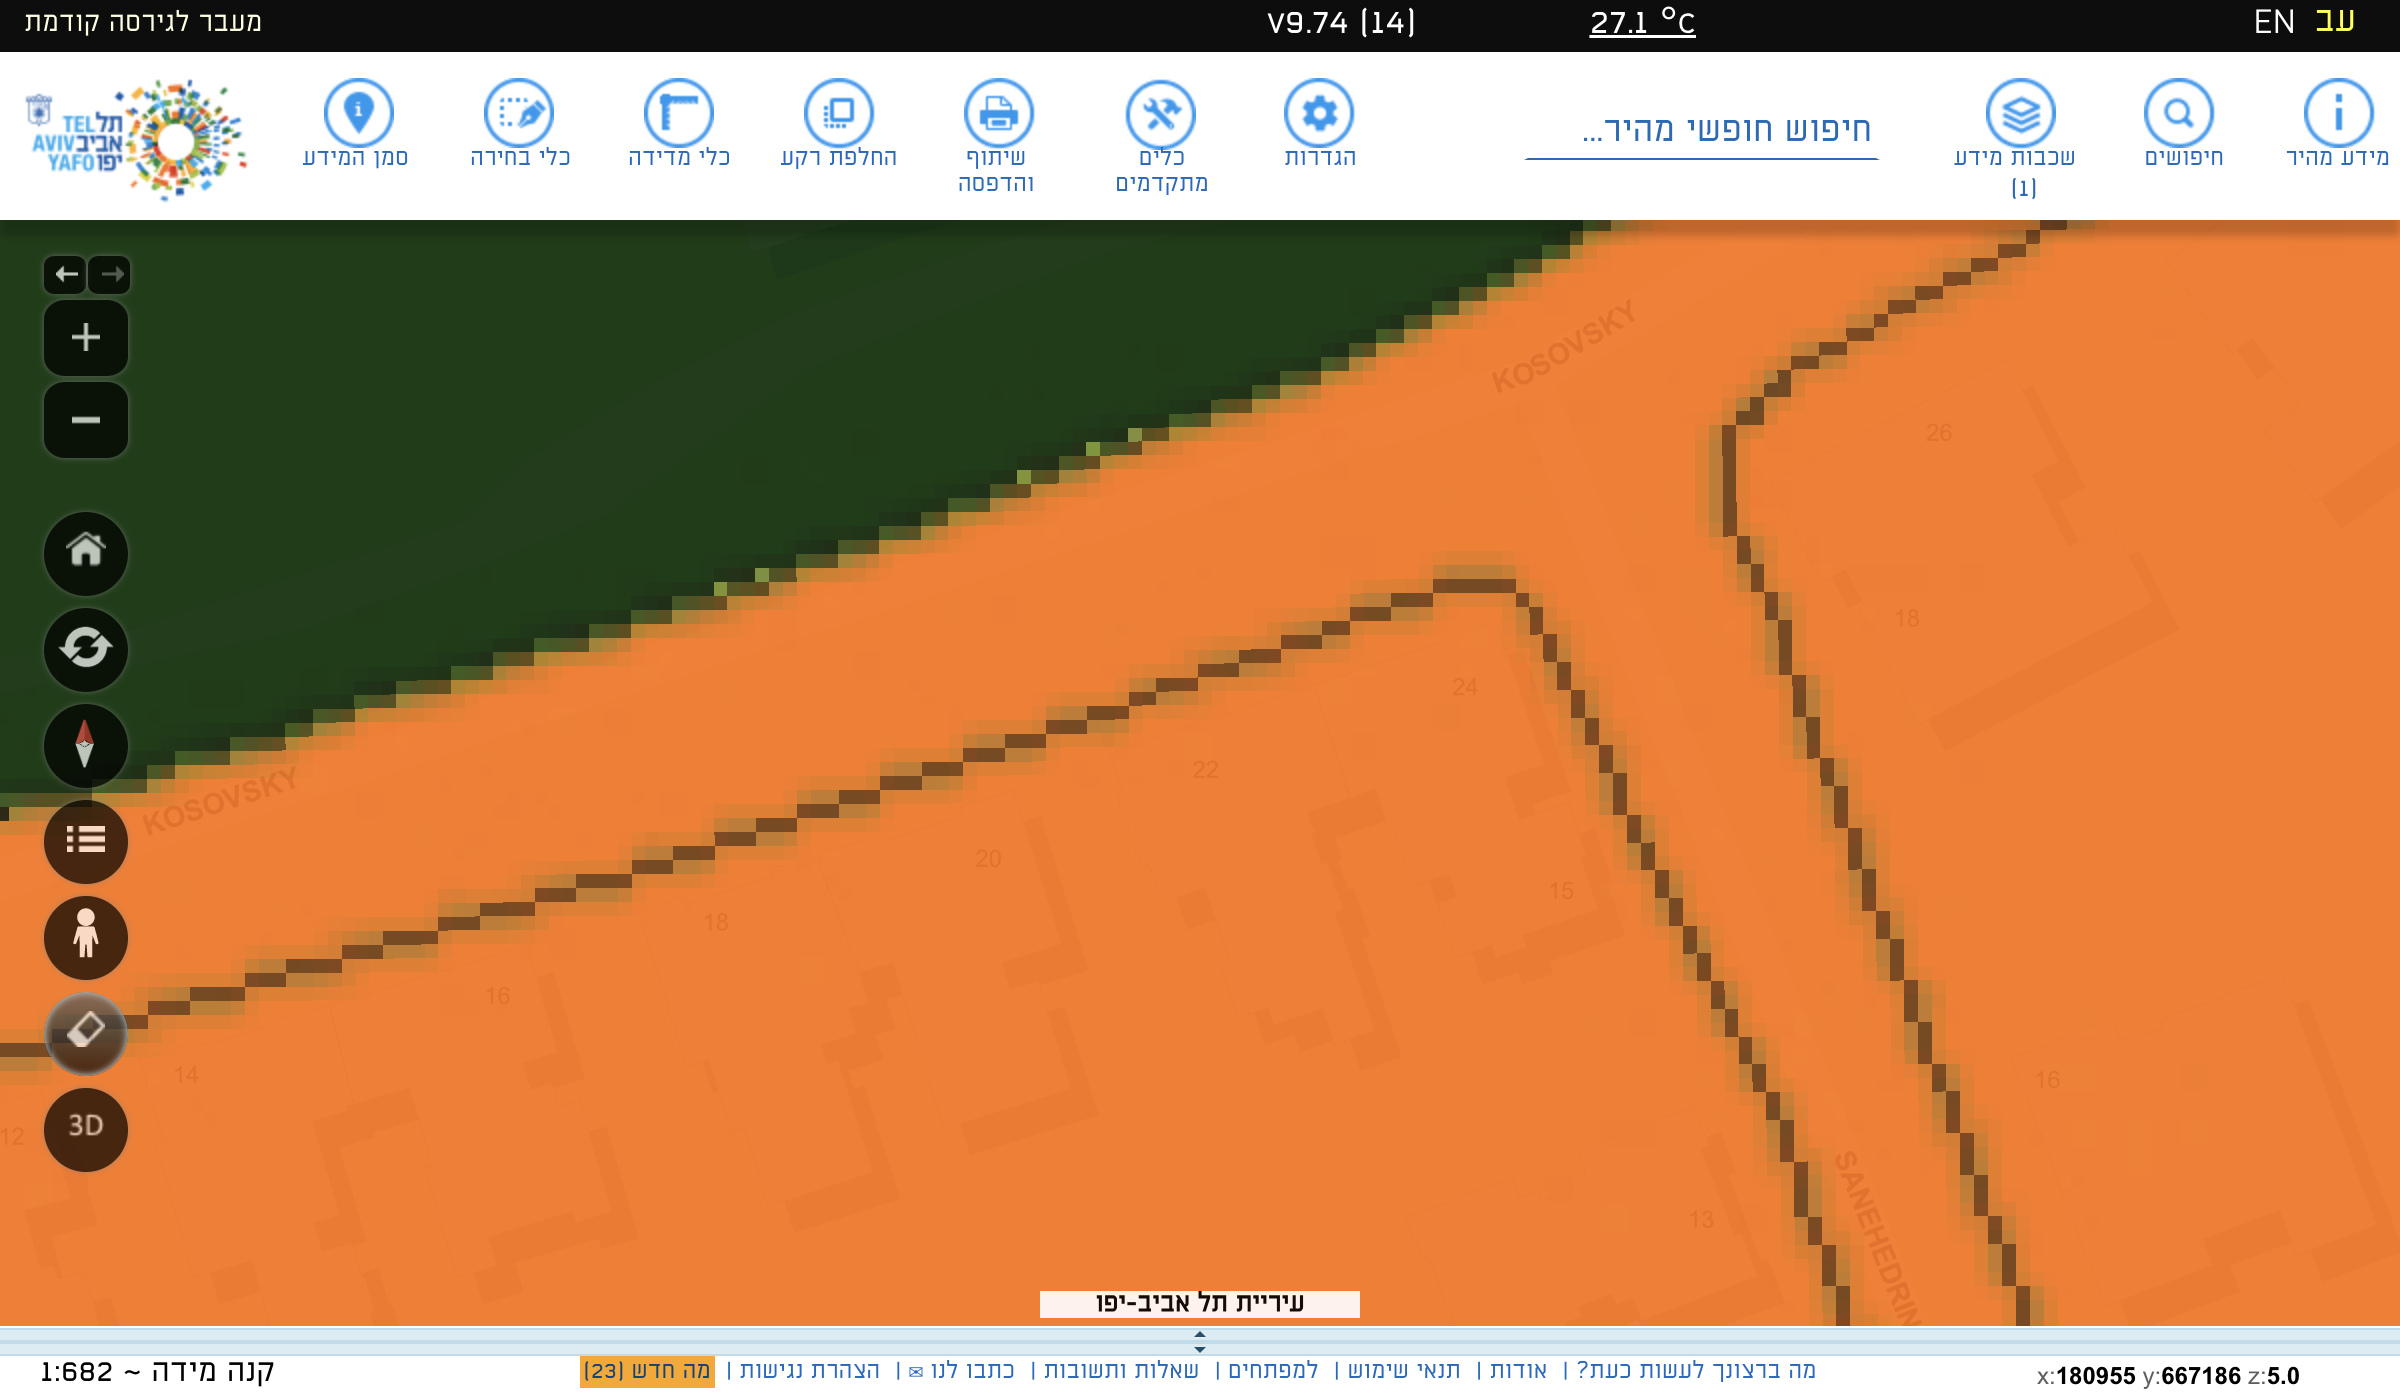 עב EN
27.1 °C
V9.74 (14)
מעבר לגירסה קודמת
מידע מהיר
חיפושים
שכבות מידע
(1)
חיפוש חופשי מהיר...
הגדרות
כלים
מתקדמים
שיתוף
והדפסה
החלפת רקע
כלי מדידה
כלי בחירה
סמן המידע
TEL תל
AVIV אביב
YAFO יפו
KOSOVSKY
26
18
24
22
KOSOVSKY
20
15
18
16
14
16
12
3D
13
SANEHEDRIN
עיריית תל אביב-יפו
מה ברצונך לעשות כעת? | אודות | תנאי שימוש | למפתחים | שאלות ותשובות | כתבו לנו ✉ | הצהרת נגישות | מה חדש (23)
קנה מידה ~ 1:682
x:180955 y:667186 z:5.0